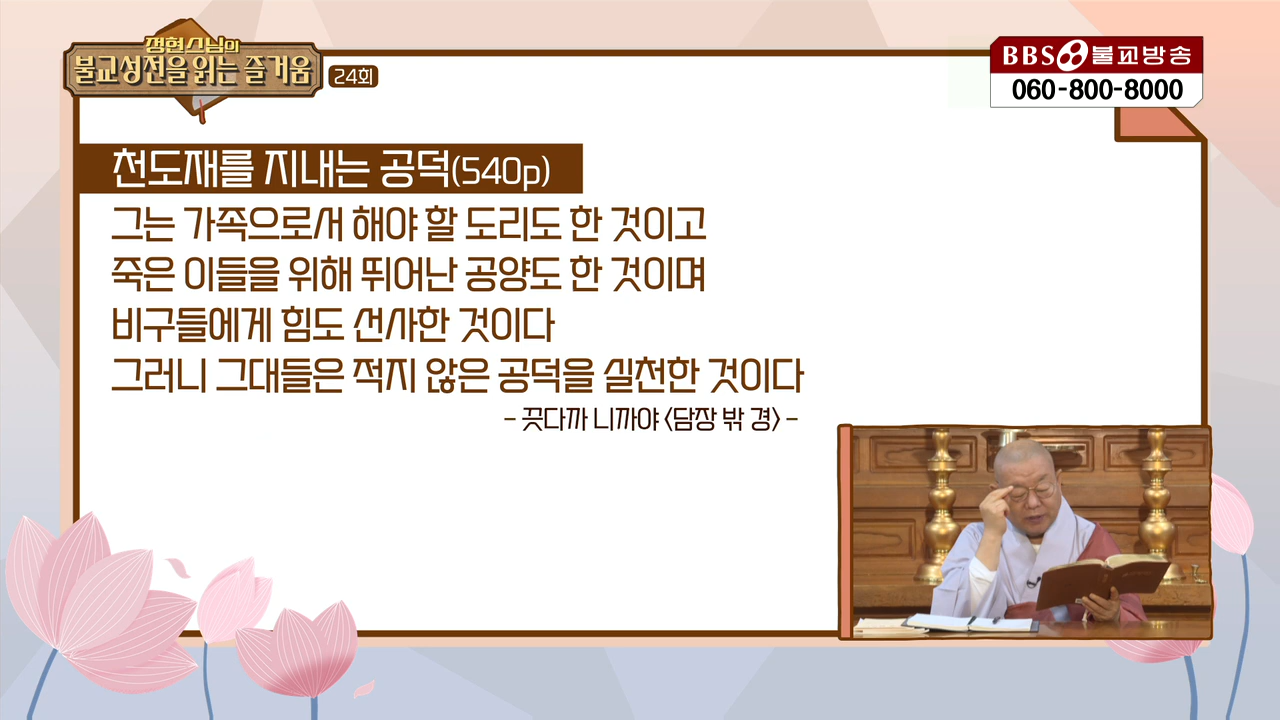 정현스님의
불교성전을 읽는 즐거움
24회
BBS 불교방송
060-800-8000
천도재를 지내는 공덕(540p)
그는 가족으로서 해야 할 도리도 한 것이고
죽은 이들을 위해 뛰어난 공양도 한 것이며
비구들에게 힘도 선사한 것이다
그러니 그대들은 적지 않은 공덕을 실천한 것이다
- 끗다까 니까야 〈담장 밖 경〉 -